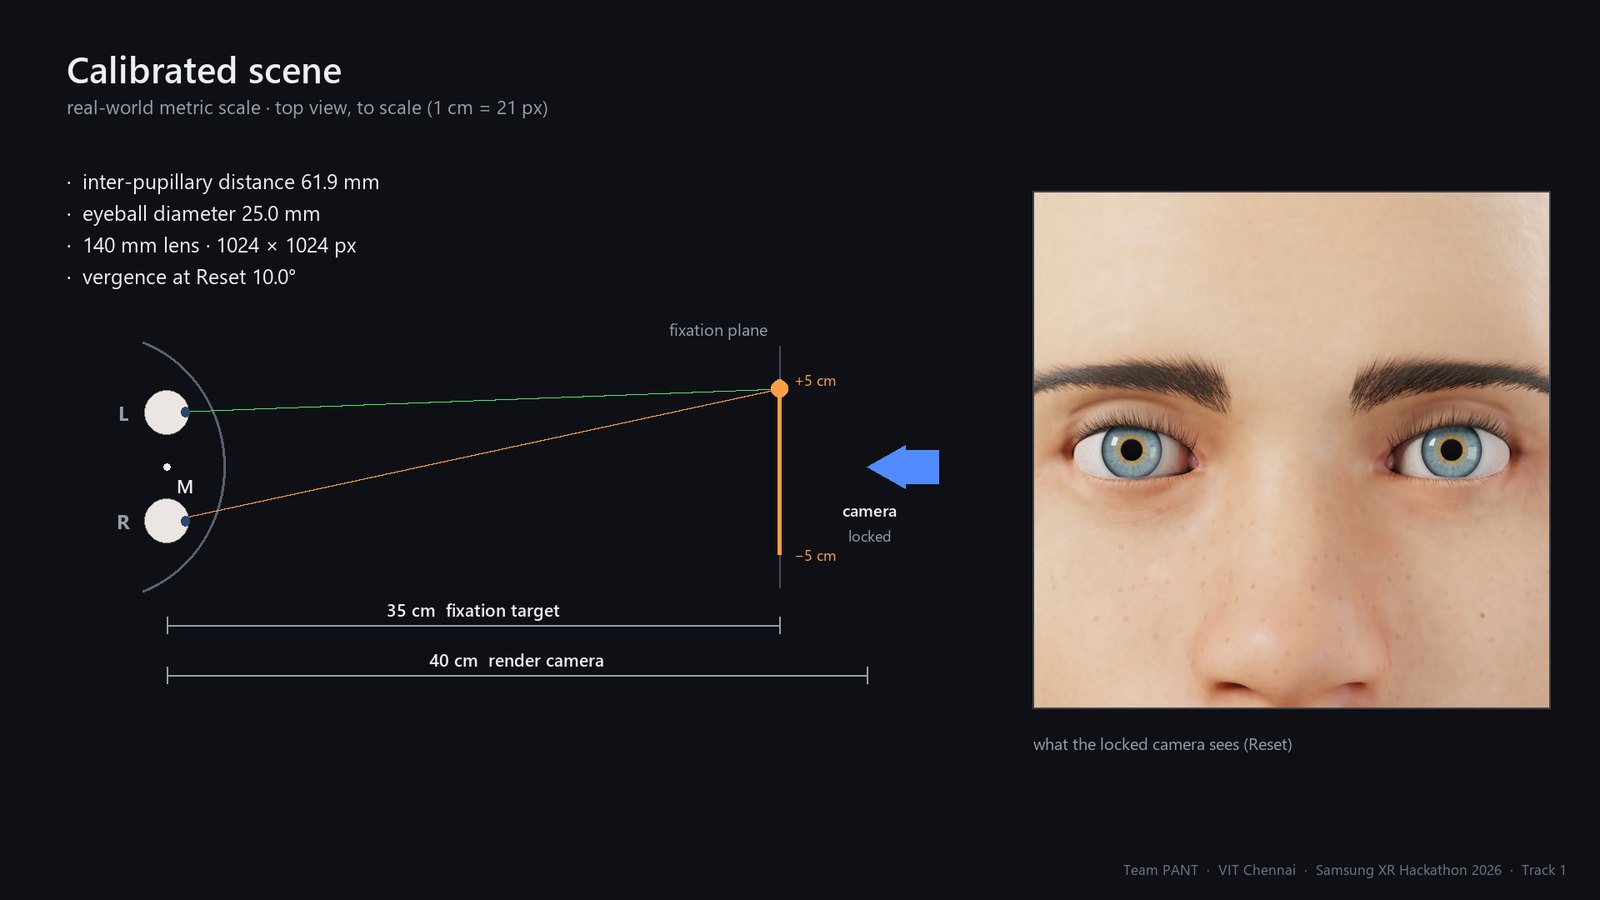 Calibrated scene
real-world metric scale · top view, to scale (1 cm = 21 px)
· inter-pupillary distance 61.9 mm
· eyeball diameter 25.0 mm
· 140 mm lens · 1024 × 1024 px
· vergence at Reset 10.0°
fixation plane
+5 cm
L
M
R
camera
locked
−5 cm
35 cm fixation target
40 cm render camera
what the locked camera sees (Reset)
Team PANT · VIT Chennai · Samsung XR Hackathon 2026 · Track 1